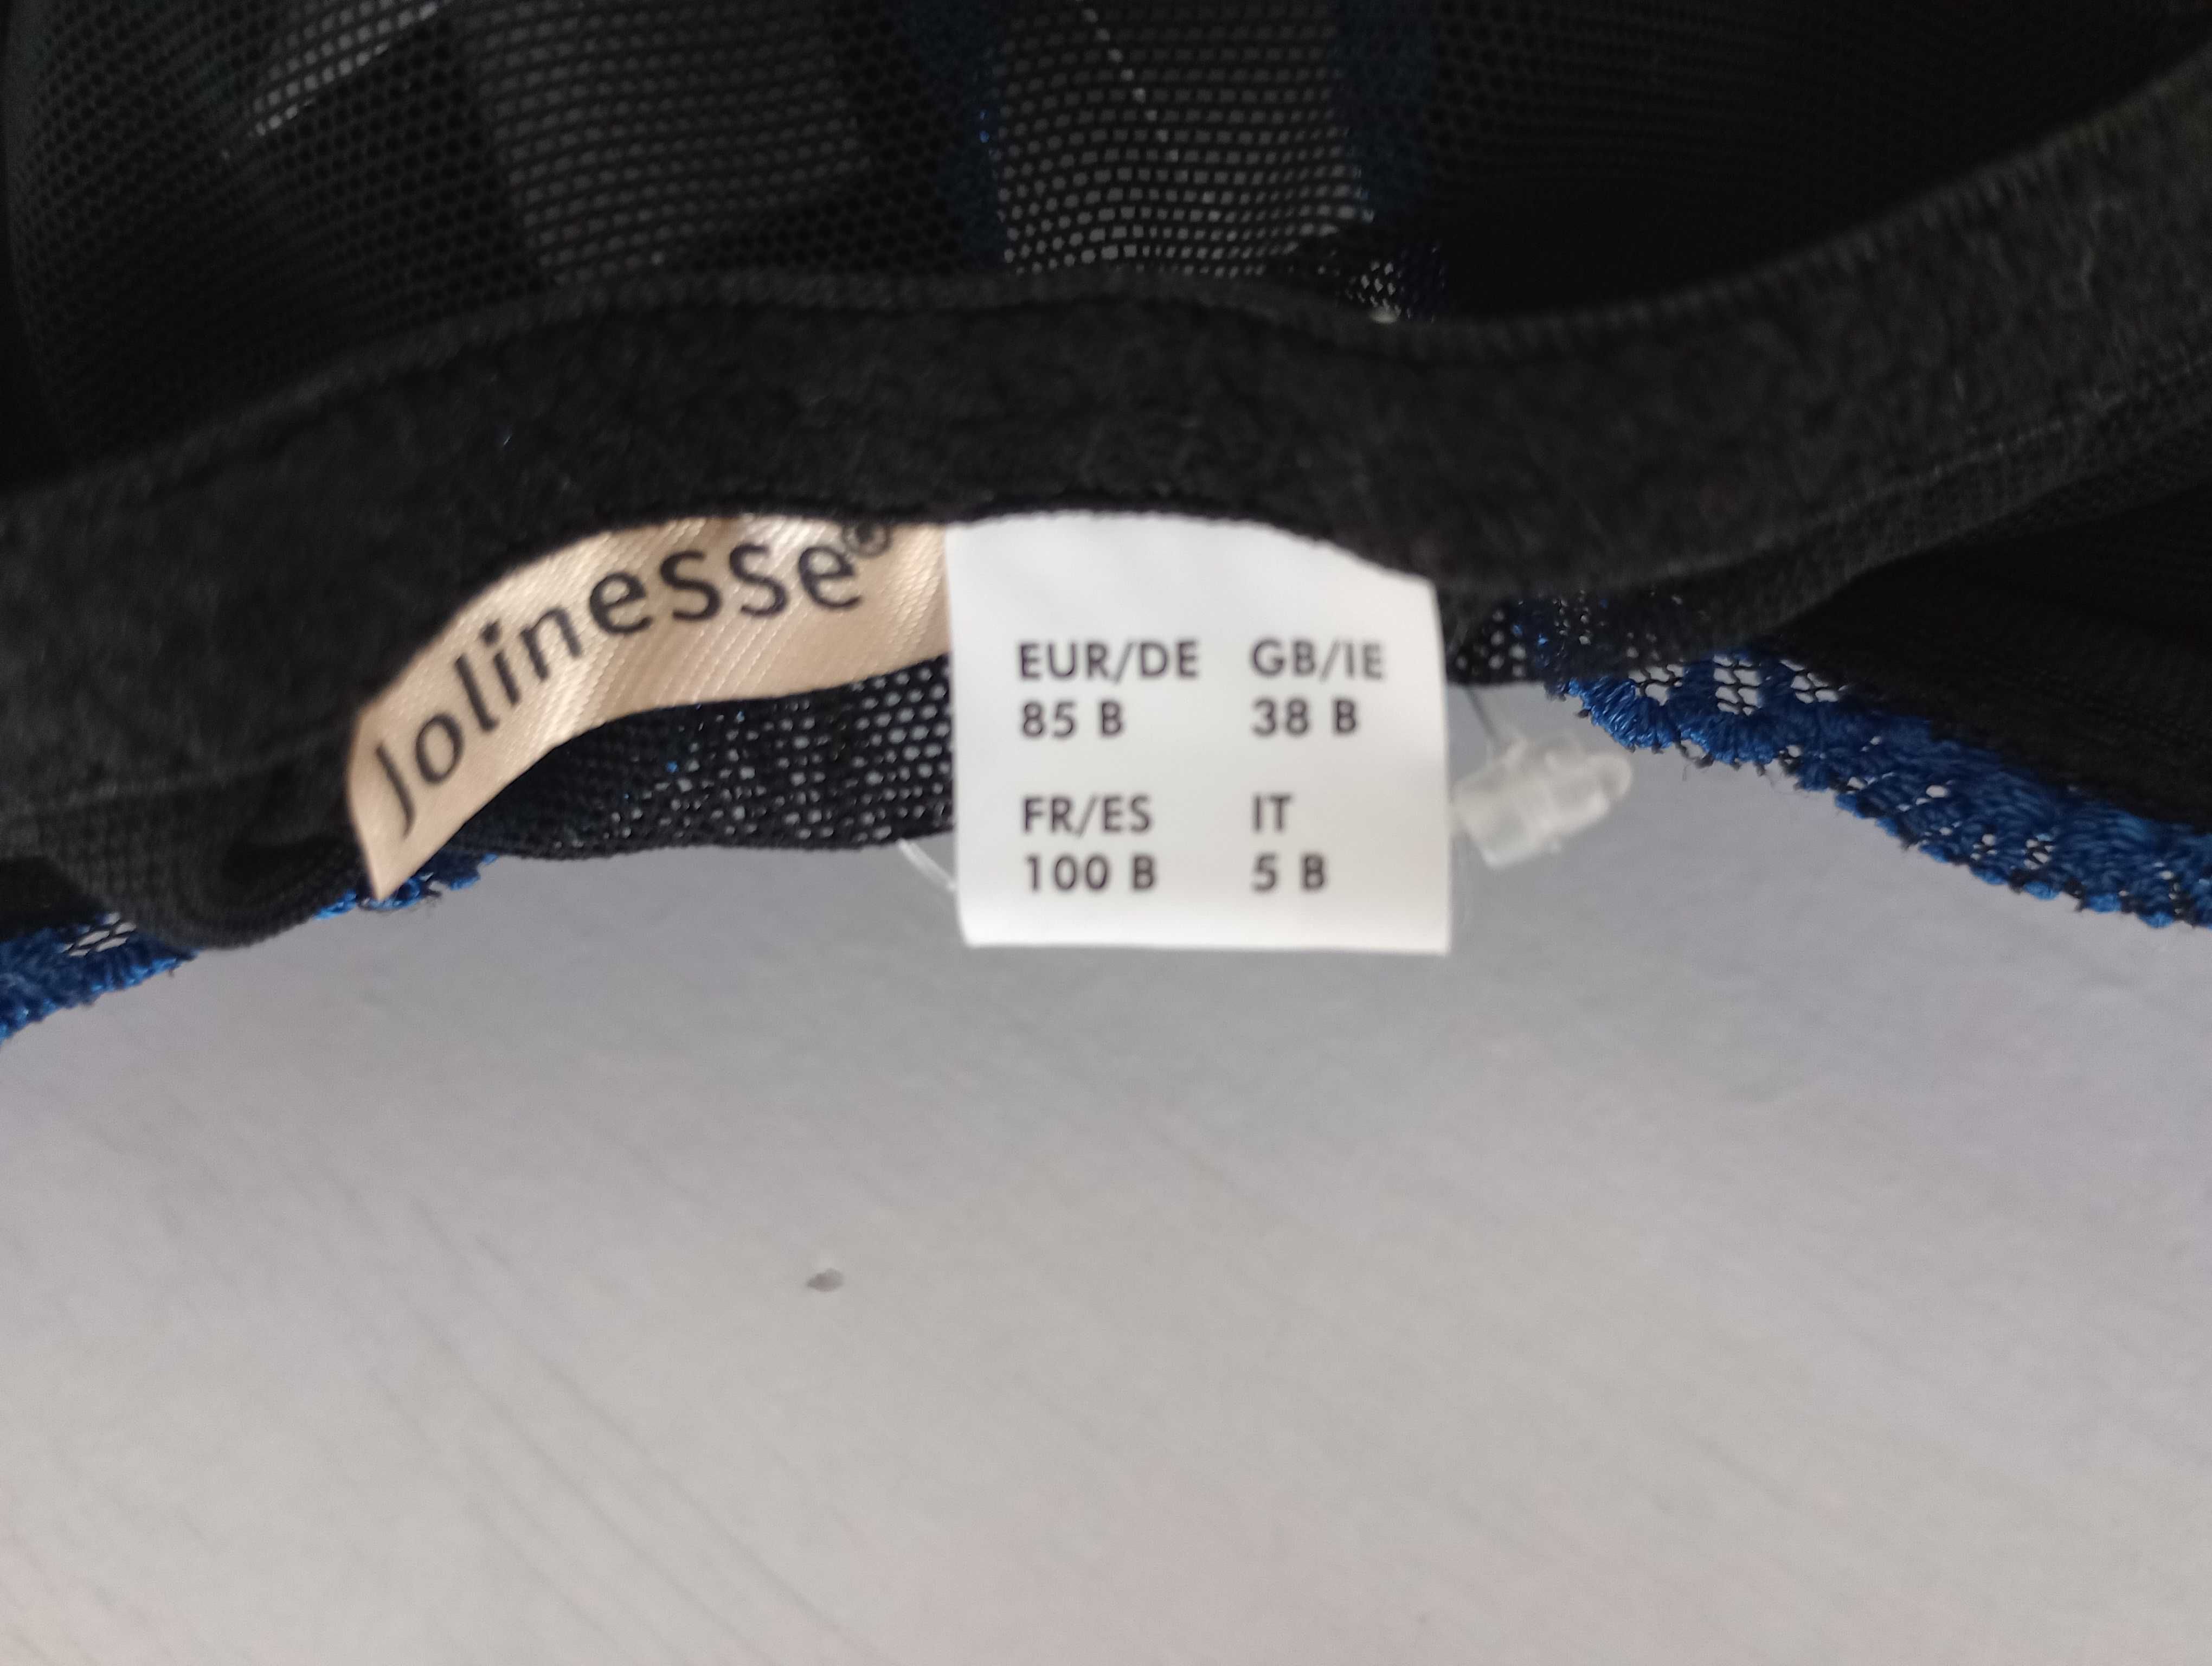 Jolinesse®
EUR/DE GB/IE
85 B 38 B
FR/ES IT
100 B 5 B